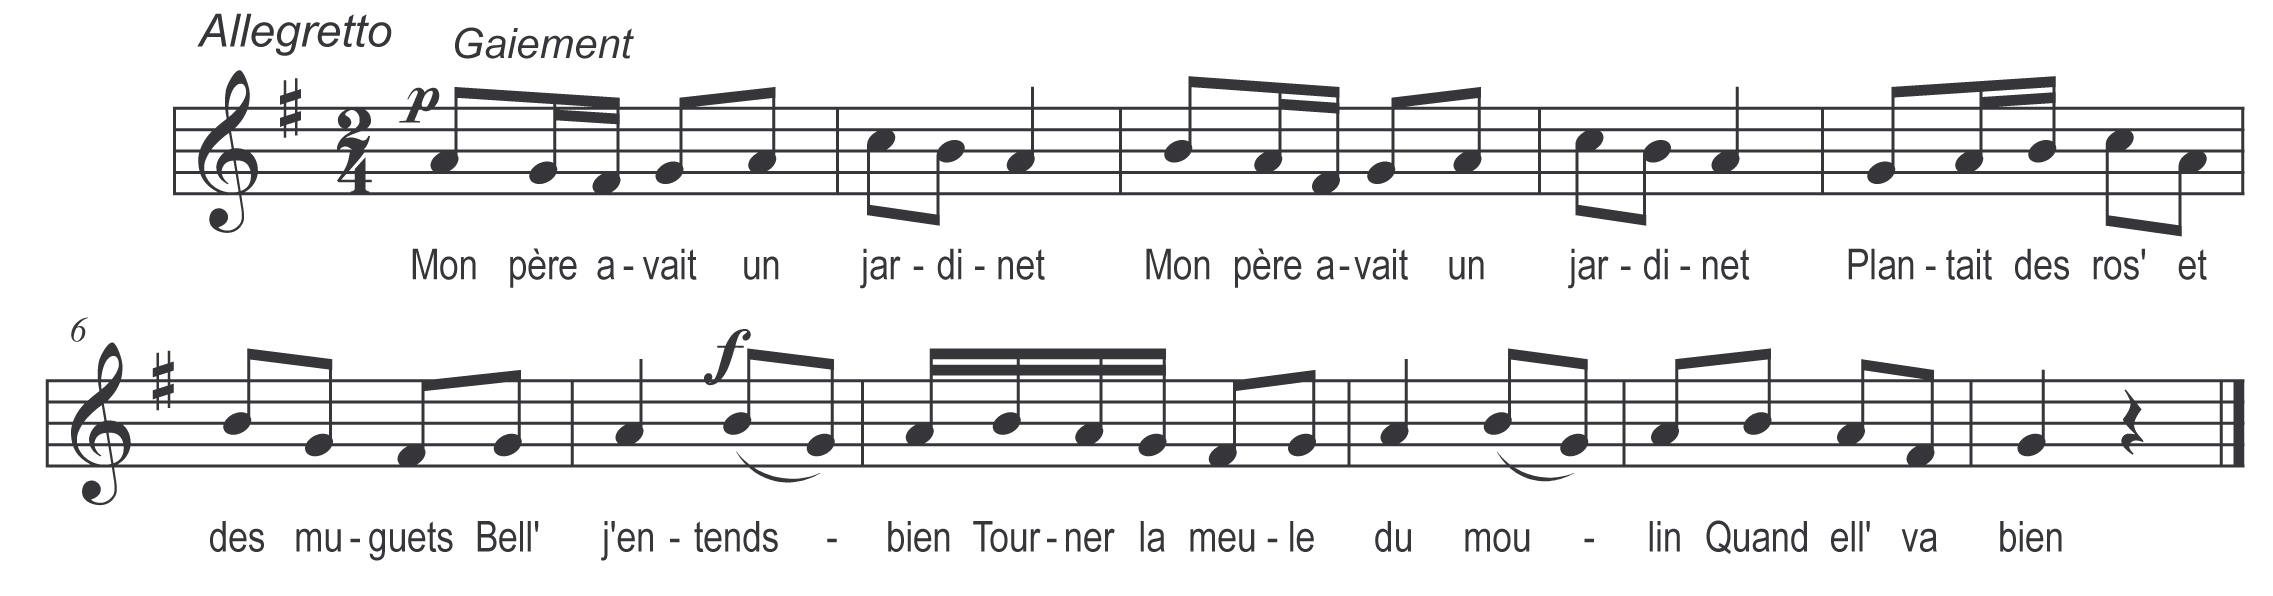 Allegretto Gaiement
p
2/4
Mon père a - vait un jar - di - net Mon père a - vait un jar - di - net Plan - tait des ros' et
6
f
des mu - guets Bell' j'en - tends - bien Tour - ner la meu - le du mou - lin Quand ell' va bien